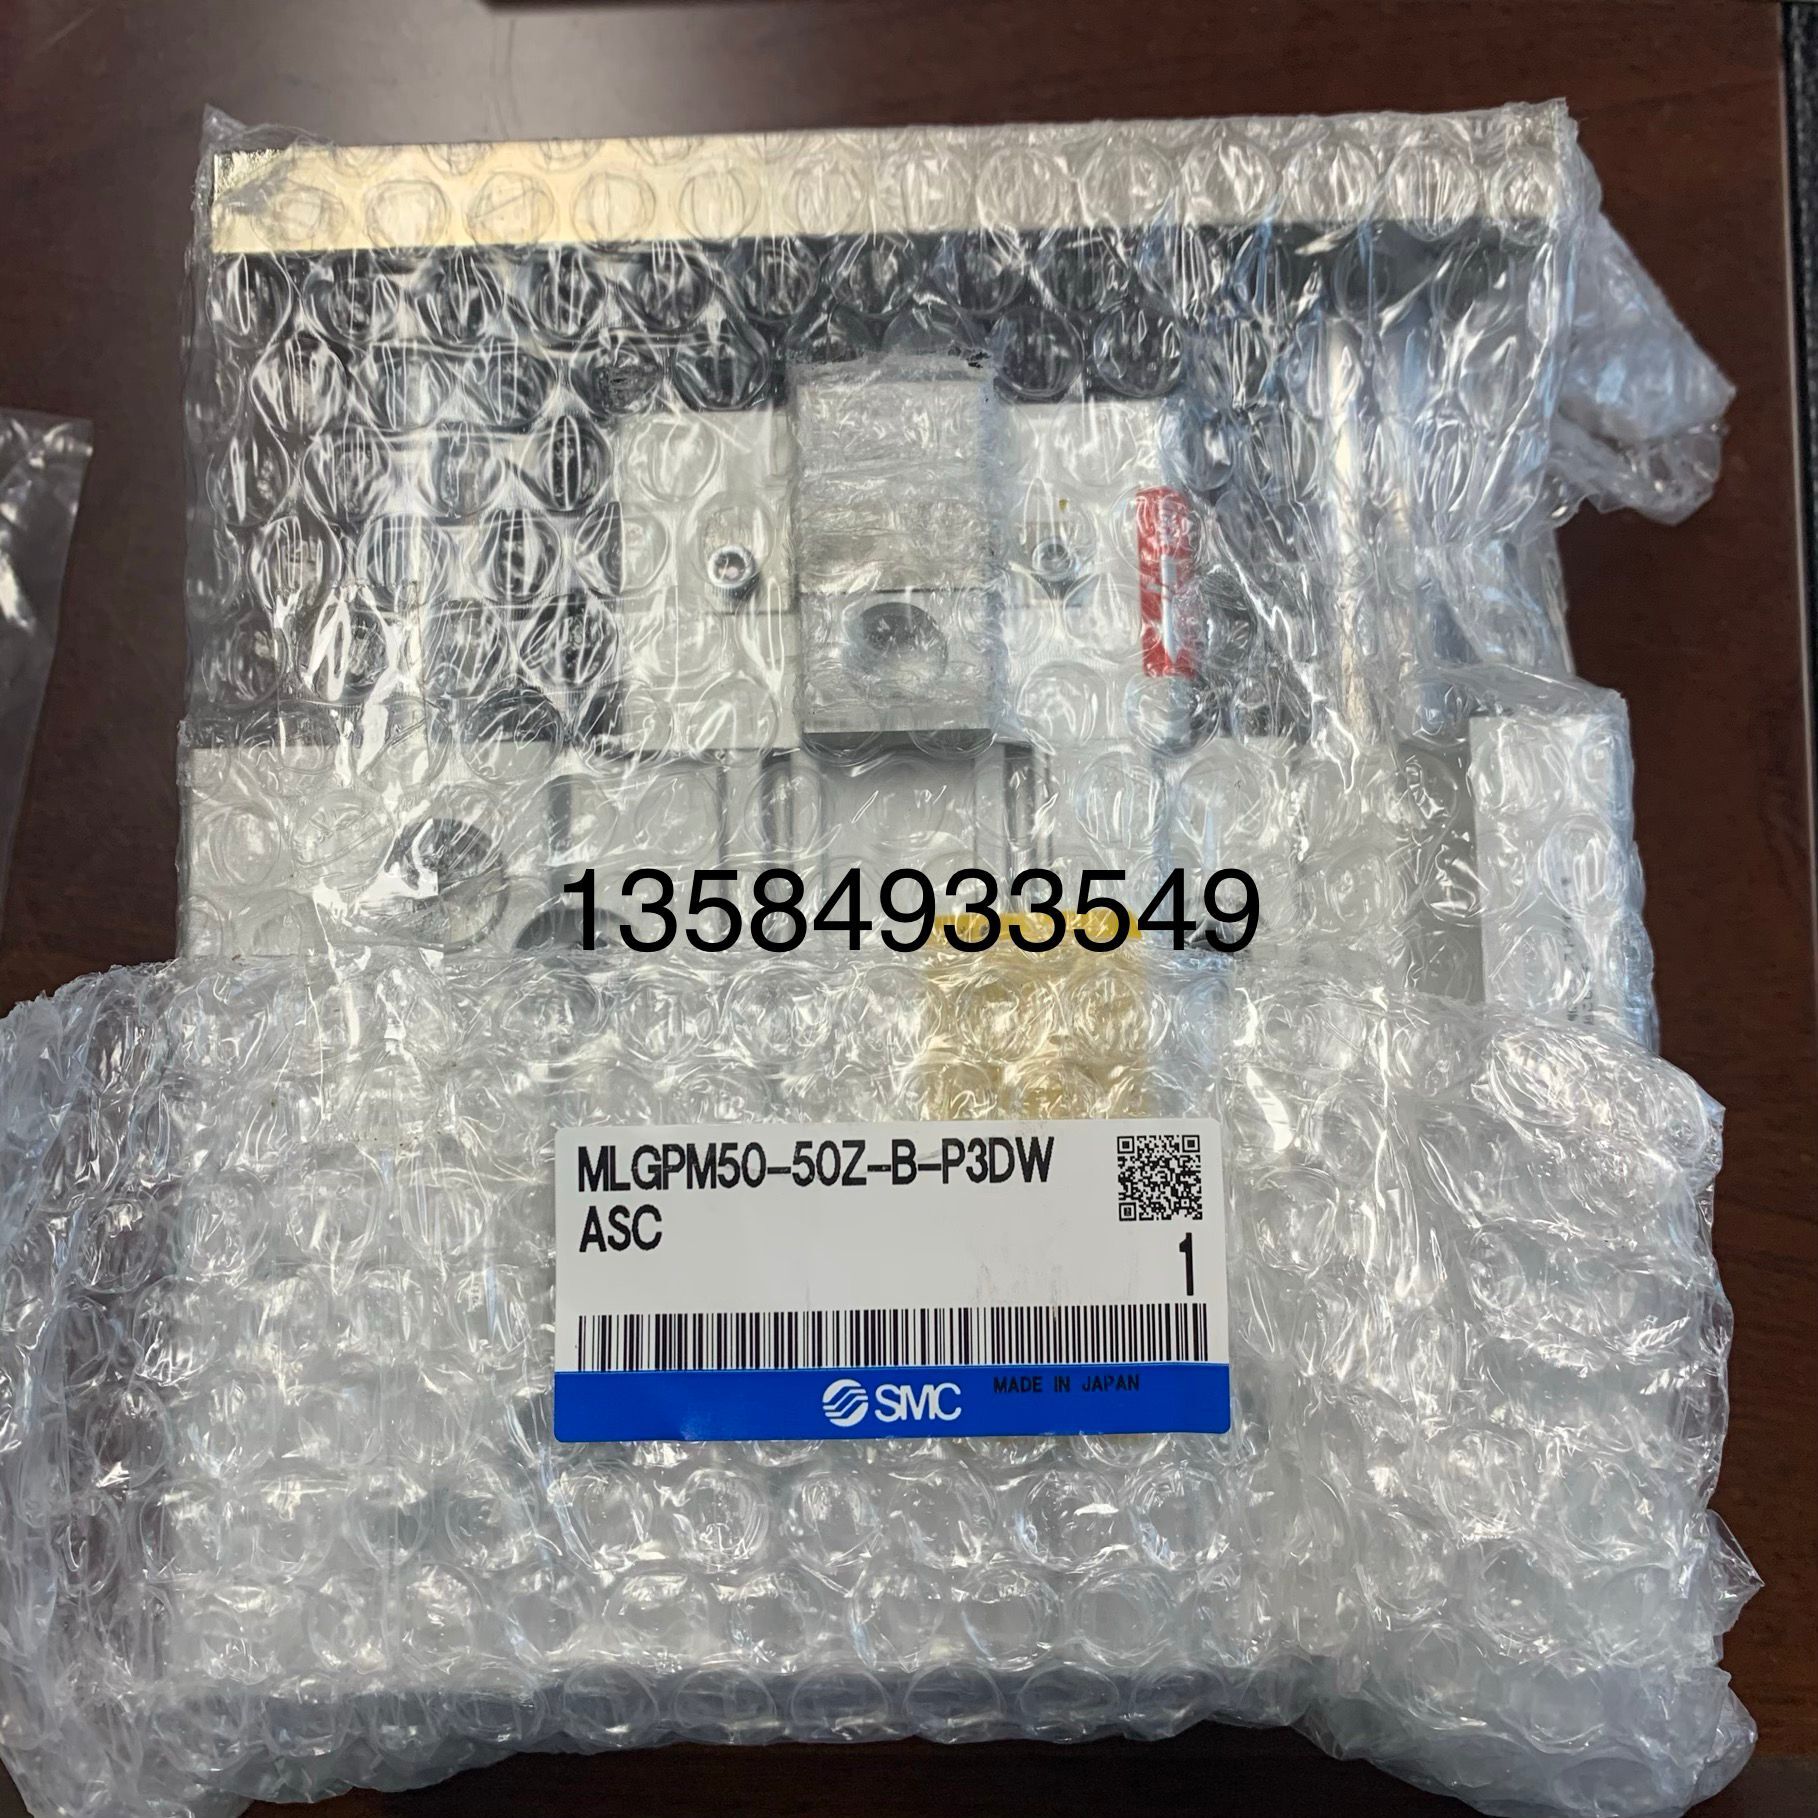 13584933549
MLGPM50-50Z-B-P3DW
ASC
1
SMC
MADE IN JAPAN